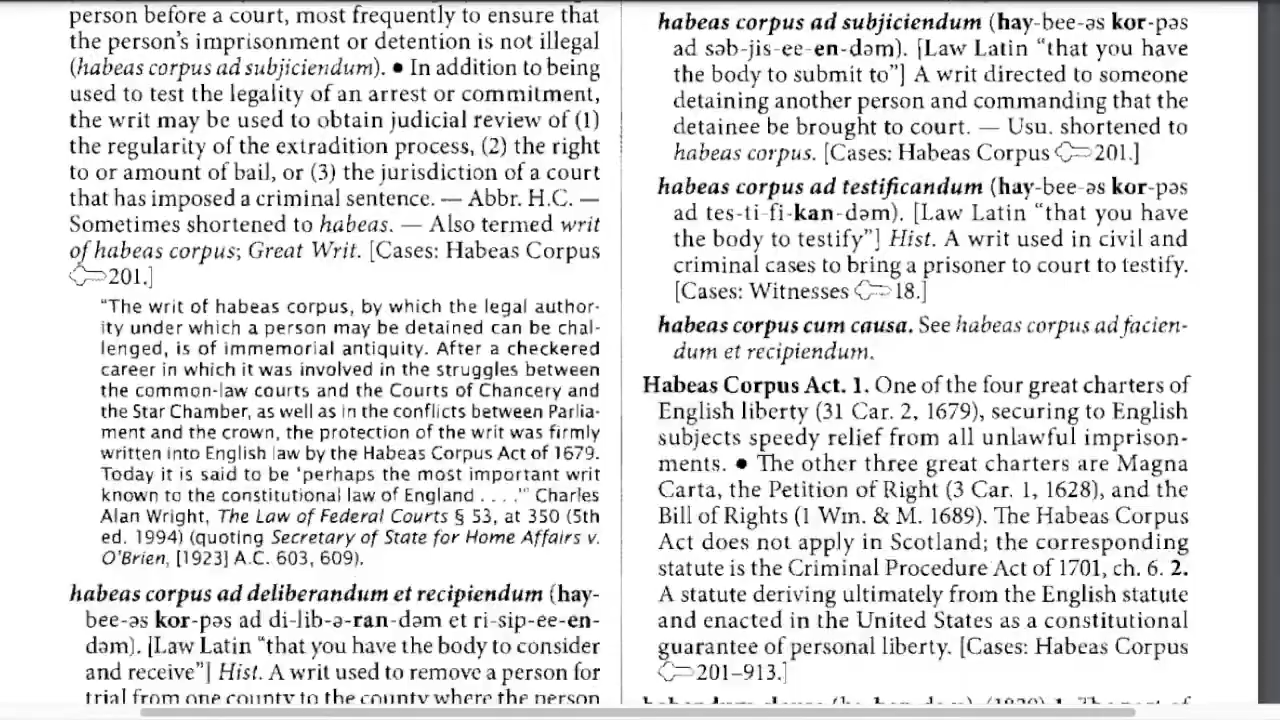 person before a court, most frequently to ensure that
the person's imprisonment or detention is not illegal
(habeas corpus ad subjiciendum). ● In addition to being
used to test the legality of an arrest or commitment,
the writ may be used to obtain judicial review of (1)
the regularity of the extradition process, (2) the right
to or amount of bail, or (3) the jurisdiction of a court
that has imposed a criminal sentence. — Abbr. H.C. —
Sometimes shortened to habeas. — Also termed writ
of habeas corpus; Great Writ. [Cases: Habeas Corpus
201.]
"The writ of habeas corpus, by which the legal author-
ity under which a person may be detained can be chal-
lenged, is of immemorial antiquity. After a checkered
career in which it was involved in the struggles between
the common-law courts and the Courts of Chancery and
the Star Chamber, as well as in the conflicts between Parlia-
ment and the crown, the protection of the writ was firmly
written into English law by the Habeas Corpus Act of 1679.
Today it is said to be 'perhaps the most important writ
known to the constitutional law of England . . . .'" Charles
Alan Wright, The Law of Federal Courts § 53, at 350 (5th
ed. 1994) (quoting Secretary of State for Home Affairs v.
O'Brien, [1923] A.C. 603, 609).
habeas corpus ad deliberandum et recipiendum (hay-
bee-əs kor-pəs ad di-lib-ə-ran-dəm et ri-sip-ee-en-
dəm). [Law Latin "that you have the body to consider
and receive"] Hist. A writ used to remove a person for
trial from one county to the county where the person
habeas corpus ad subjiciendum (hay-bee-əs kor-pəs
ad səb-jis-ee-en-dəm). [Law Latin "that you have
the body to submit to"] A writ directed to someone
detaining another person and commanding that the
detainee be brought to court. — Usu. shortened to
habeas corpus. [Cases: Habeas Corpus 201.]
habeas corpus ad testificandum (hay-bee-əs kor-pəs
ad tes-ti-fi-kan-dəm). [Law Latin "that you have
the body to testify"] Hist. A writ used in civil and
criminal cases to bring a prisoner to court to testify.
[Cases: Witnesses 18.]
habeas corpus cum causa. See habeas corpus ad facien-
dum et recipiendum.
Habeas Corpus Act. 1. One of the four great charters of
English liberty (31 Car. 2, 1679), securing to English
subjects speedy relief from all unlawful imprison-
ments. ● The other three great charters are Magna
Carta, the Petition of Right (3 Car. 1, 1628), and the
Bill of Rights (1 Wm. & M. 1689). The Habeas Corpus
Act does not apply in Scotland; the corresponding
statute is the Criminal Procedure Act of 1701, ch. 6. 2.
A statute deriving ultimately from the English statute
and enacted in the United States as a constitutional
guarantee of personal liberty. [Cases: Habeas Corpus
201–913.]